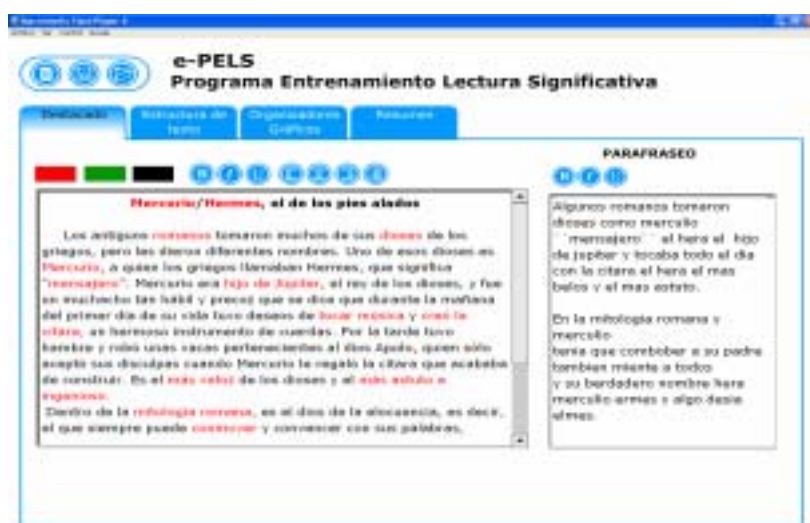 e-PELS
Programa Entrenamiento Lectura Significativa
Destacado
Estructura de texto
Organizadores Gráficos
Resumen
PARAFRASEO
Mercurio/Hermes, el de los pies alados
Los antiguos romanos tomaron muchos de sus dioses de los
griegos, pero les dieron diferentes nombres. Uno de esos dioses es
Mercurio, a quien los griegos llamaban Hermes, que significa
"mensajero". Mercurio era hijo de Júpiter, el rey de los dioses, y fue
un muchacho tan hábil y precoz que se dice que durante la mañana
del primer día de su vida tuvo deseos de tocar música y creó la
cítara, un hermoso instrumento de cuerdas. Por la tarde tuvo
hambre y robó unas vacas pertenecientes al dios Apolo, quien sólo
aceptó sus disculpas cuando Mercurio le regaló la cítara que acababa
de construir. Es el más veloz de los dioses y el más astuto e
ingenioso.
Dentro de la mitología romana, es el dios de la elocuencia, es decir,
el que siempre puede conmover y convencer con sus palabras,
Algunos romanos tomaron
dioses como merculio
``mensajero`` el hera el hijo
de jupiter y tocaba todo el dia
con la citara el hera el mas
belos y el mas astuto.
En la mitologia romana y
merculio
tenia que combober a su padre
tambien miente a todos
y su berdadero nombre hera
merculio ermes y algo desia
elmes.